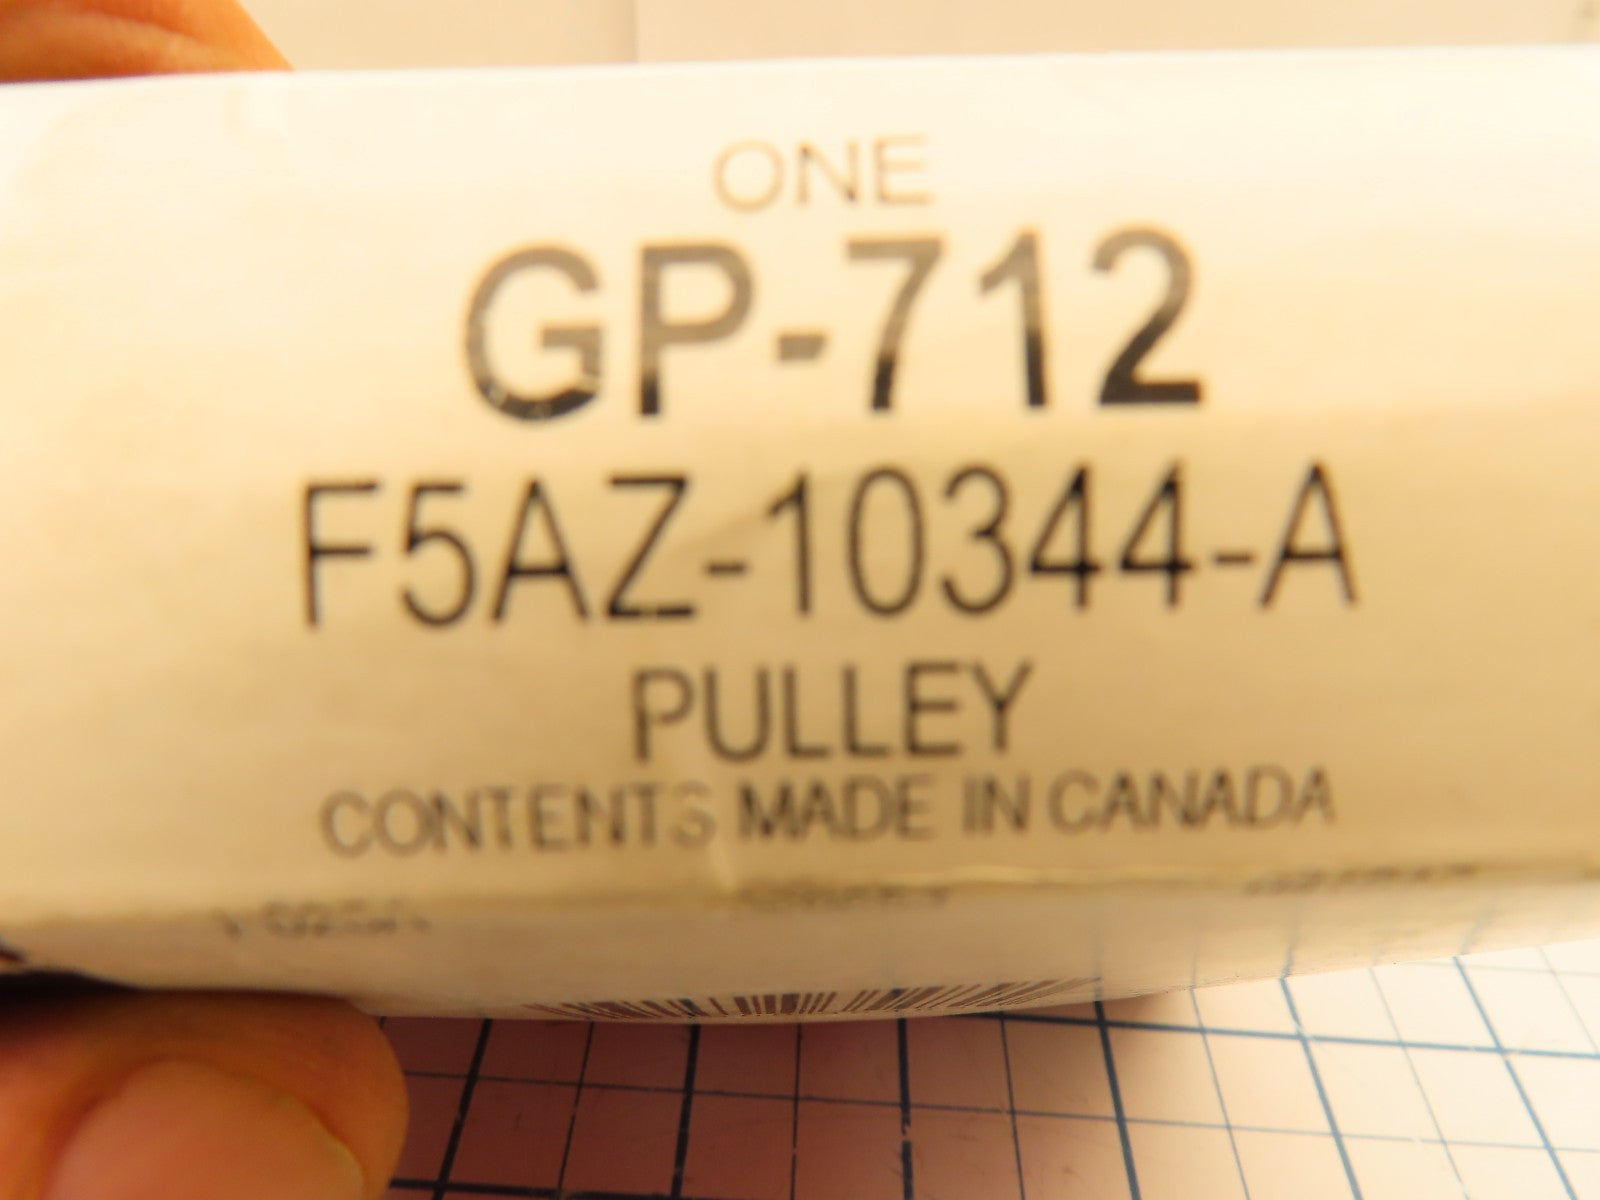 ONE
GP-712
F5AZ-10344-A
PULLEY
CONTENTS MADE IN CANADA